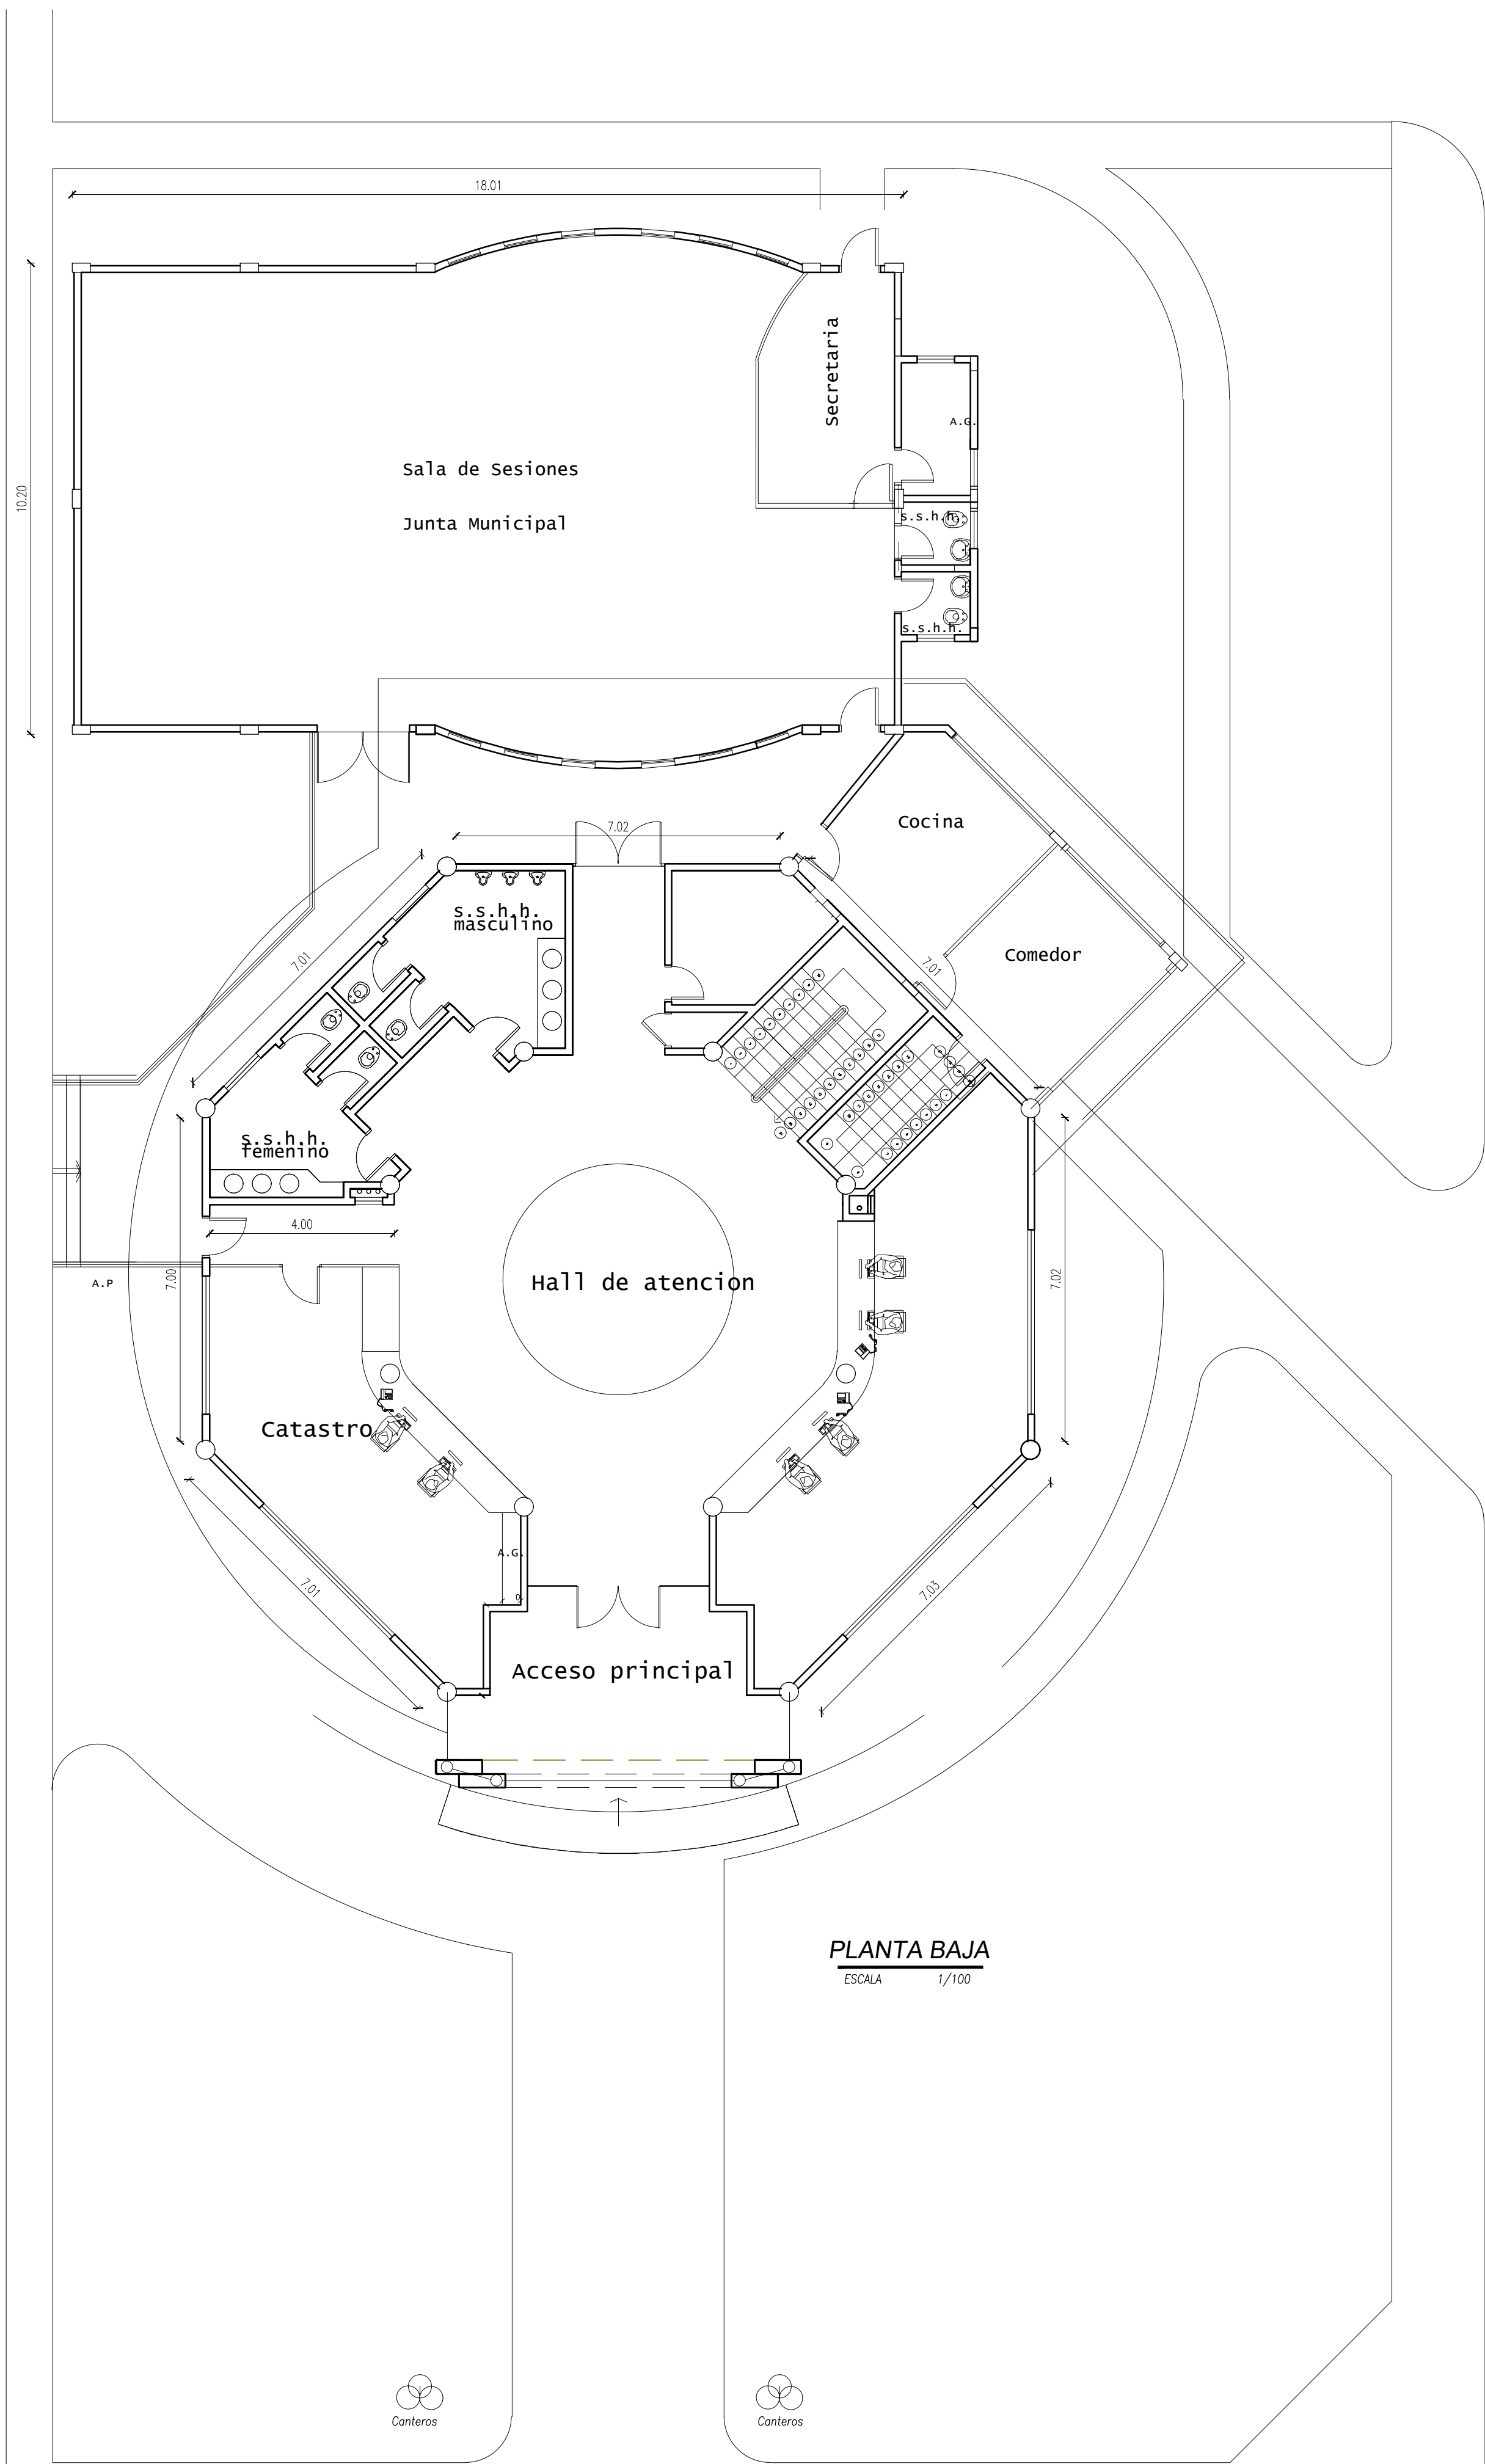 18.01
10.20
Secretaria
A.G.
Sala de Sesiones
Junta Municipal
s.s.h.h.
s.s.h.h.
7.02
Cocina
s.s.h.h.
masculino
7.01
7.01
Comedor
s.s.h.h.
femenino
4.00
7.00
A.P
Hall de atencion
7.02
Catastro
A.G.
7.01
7.03
Acceso principal
PLANTA BAJA
ESCALA 1/100
Canteros
Canteros